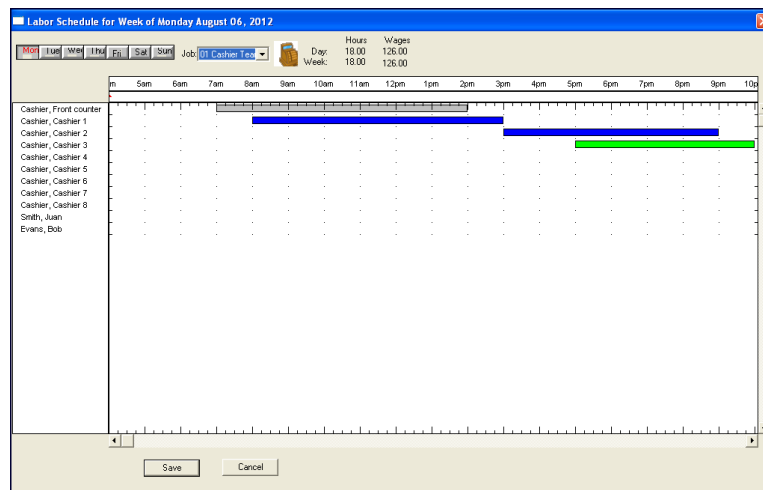 Labor Schedule for Week of Monday August 06, 2012
Hours Wages
Mon Tue Wed Thu Fri Sat Sun Job: 01 Cashier Tea Day: 18.00 126.00
Week: 18.00 126.00
m 5am 6am 7am 8am 9am 10am 11am 12pm 1pm 2pm 3pm 4pm 5pm 6pm 7pm 8pm 9pm 10p
Cashier, Front counter
Cashier, Cashier 1
Cashier, Cashier 2
Cashier, Cashier 3
Cashier, Cashier 4
Cashier, Cashier 5
Cashier, Cashier 6
Cashier, Cashier 7
Cashier, Cashier 8
Smith, Juan
Evans, Bob
Save Cancel